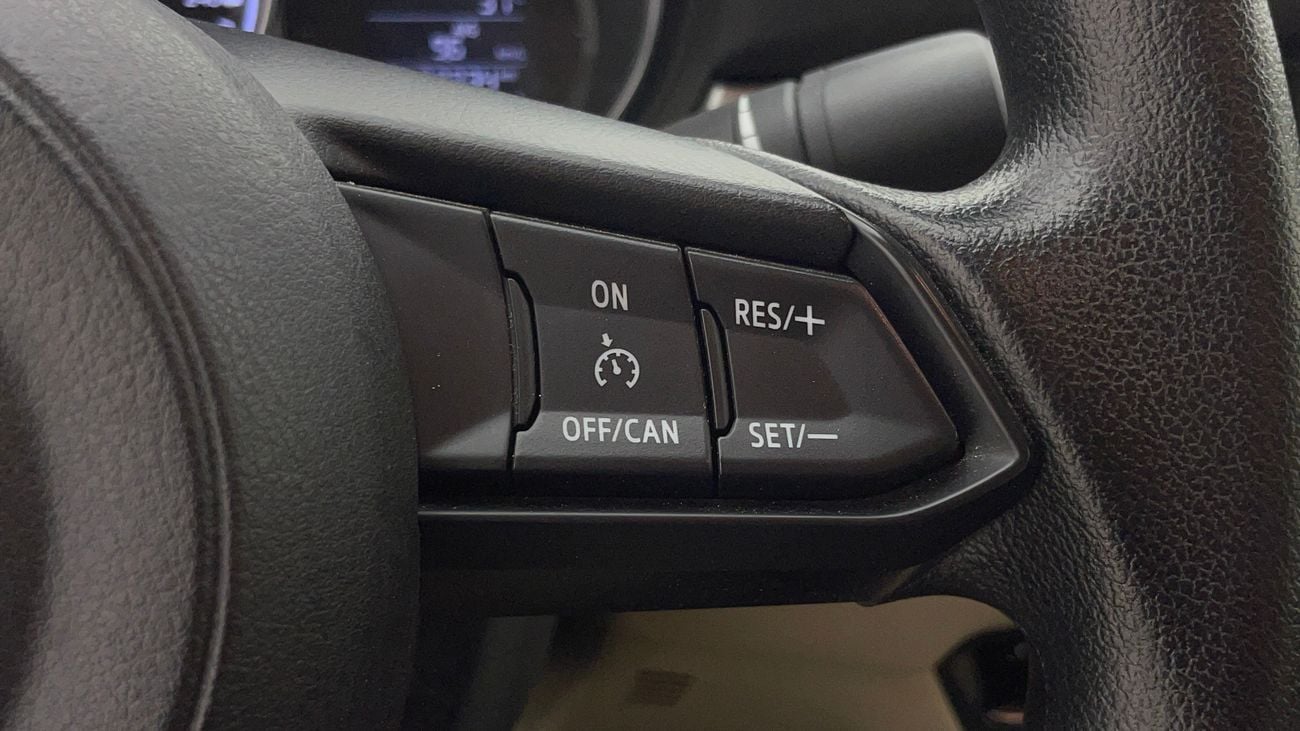 ON
OFF/CAN
RES/+
SET/−